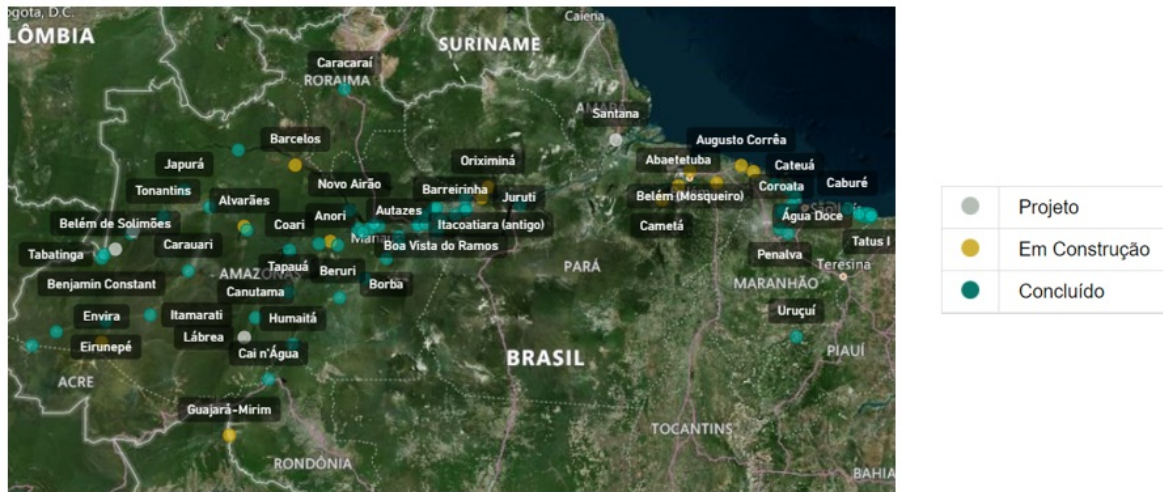 ogota, D.C.
LÔMBIA
Caiena
SURINAME
Caracaraí
RORAIMA
AMAPÁ
Santana
Barcelos
Augusto Corrêa
Japurá
Oriximiná
Abaetetuba
Cateuá
Tonantins
Alvarães
Novo Airão
Barreirinha
Juruti
Belém (Mosqueiro)
Coroata
Caburé
Belém de Solimões
Coari
Anori
Autazes
Itacoatiara (antigo)
Cametá
Água Doce
Tabatinga
Carauari
Manau
Boa Vista do Ramos
Penalva
Tatus I
Tapauá
Beruri
PARÁ
Teresina
AMAZONAS
Benjamin Constant
Canutama
Borba
MARANHÃO
Envira
Itamarati
Humaitá
Uruçuí
Eirunepé
Lábrea
Cai n'Água
BRASIL
PIAUÍ
ACRE
Guajará-Mirim
TOCANTINS
RONDÔNIA
BAHIA
Projeto
Em Construção
Concluído